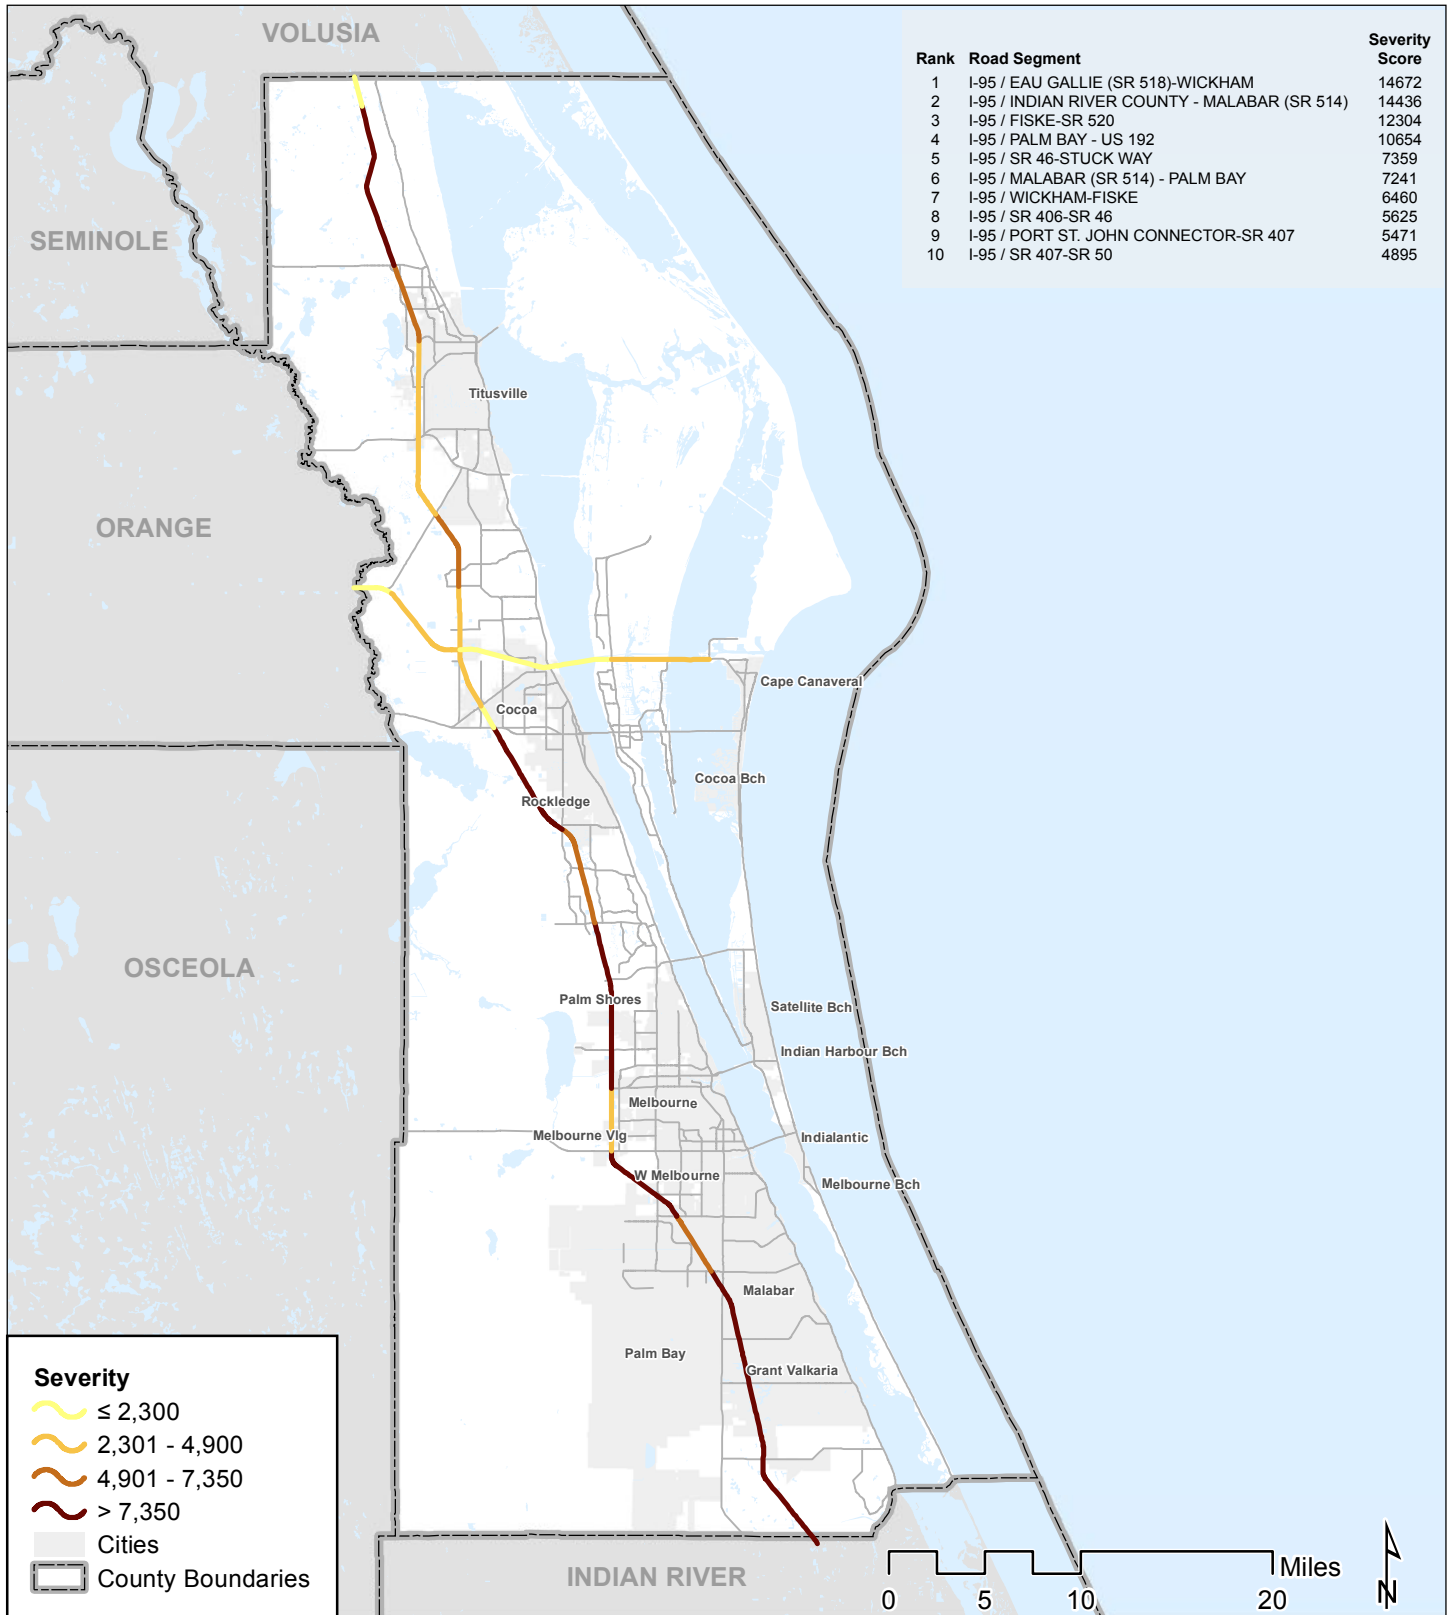 VOLUSIA
Severity
Rank Road Segment Score
1 I-95 / EAU GALLIE (SR 518)-WICKHAM 14672
2 I-95 / INDIAN RIVER COUNTY - MALABAR (SR 514) 14436
3 I-95 / FISKE-SR 520 12304
4 I-95 / PALM BAY - US 192 10654
5 I-95 / SR 46-STUCK WAY 7359
6 I-95 / MALABAR (SR 514) - PALM BAY 7241
7 I-95 / WICKHAM-FISKE 6460
8 I-95 / SR 406-SR 46 5625
9 I-95 / PORT ST. JOHN CONNECTOR-SR 407 5471
10 I-95 / SR 407-SR 50 4895
SEMINOLE
Titusville
ORANGE
Cape Canaveral
Cocoa
Cocoa Bch
Rockledge
OSCEOLA
Palm Shores
Satellite Bch
Indian Harbour Bch
Melbourne
Melbourne Vlg
Indialantic
W Melbourne
Melbourne Bch
Malabar
Palm Bay
Grant Valkaria
Severity
≤ 2,300
2,301 - 4,900
4,901 - 7,350
> 7,350
Cities
County Boundaries
INDIAN RIVER
Miles
0 5 10 20
N